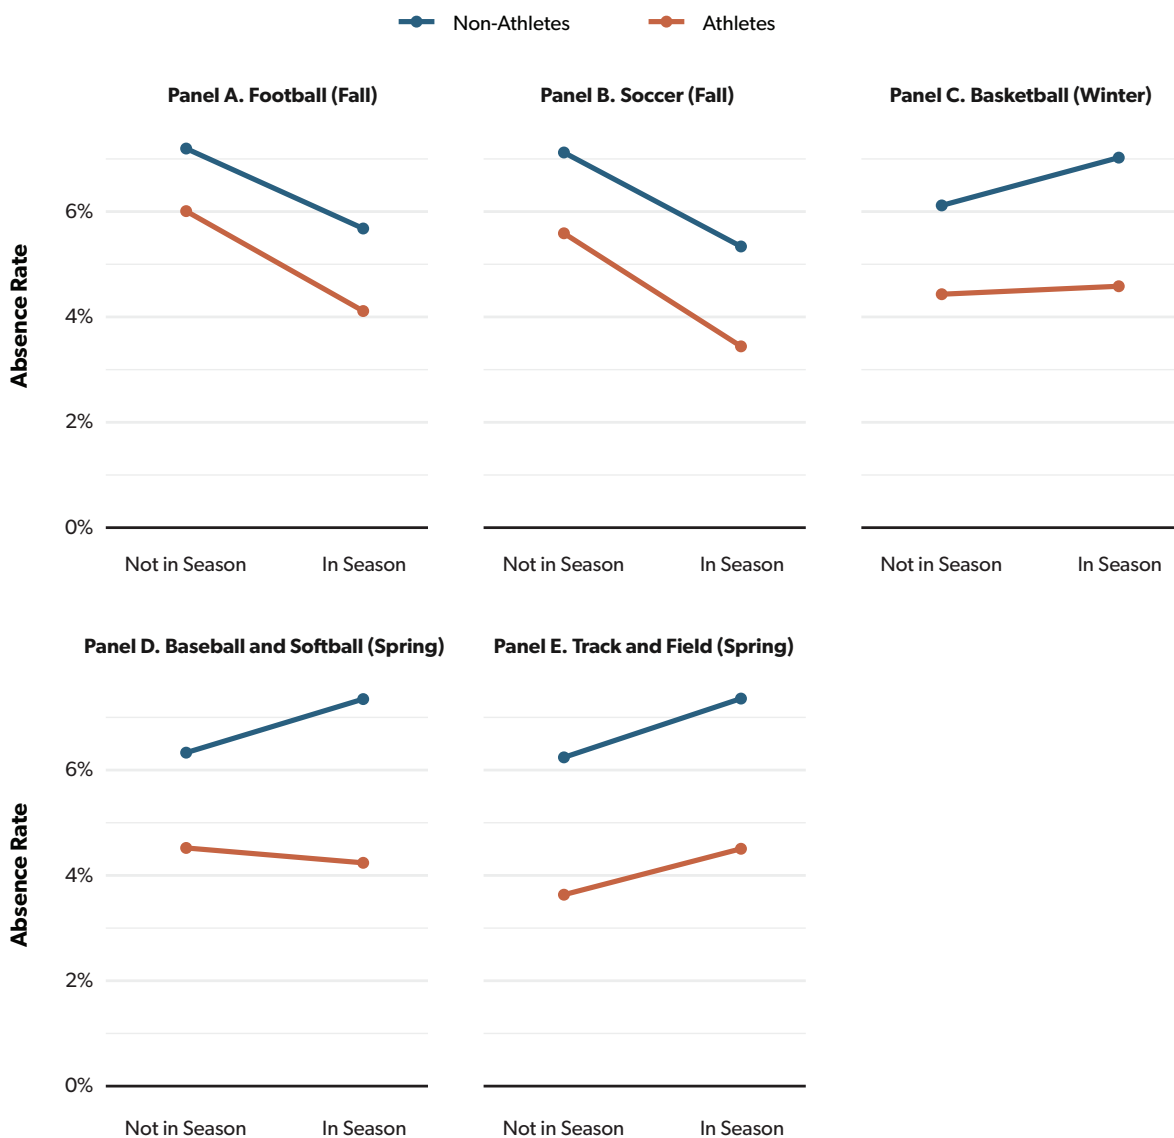 Non-Athletes Athletes
Panel A. Football (Fall)
Panel B. Soccer (Fall)
Panel C. Basketball (Winter)
Absence Rate
6%
4%
2%
0%
Not in Season In Season
Not in Season In Season
Not in Season In Season
Panel D. Baseball and Softball (Spring)
Panel E. Track and Field (Spring)
Absence Rate
6%
4%
2%
0%
Not in Season In Season
Not in Season In Season